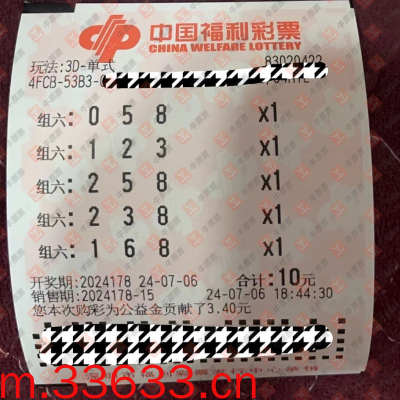 中国福利彩票
CHINA WELFARE LOTTERY
玩法:3D-单式
83020422
4FCB-53B3-
组六: 0 5 8 x1
组六: 1 2 3 x1
组六: 2 5 8 x1
组六: 2 3 8 x1
组六: 1 6 8 x1
开奖期:2024178 24-07-06 合计:10元
销售期:2024178-15 24-07-06 18:44:30
您本次购彩为公益金贡献了3.40元
m.33633.cn